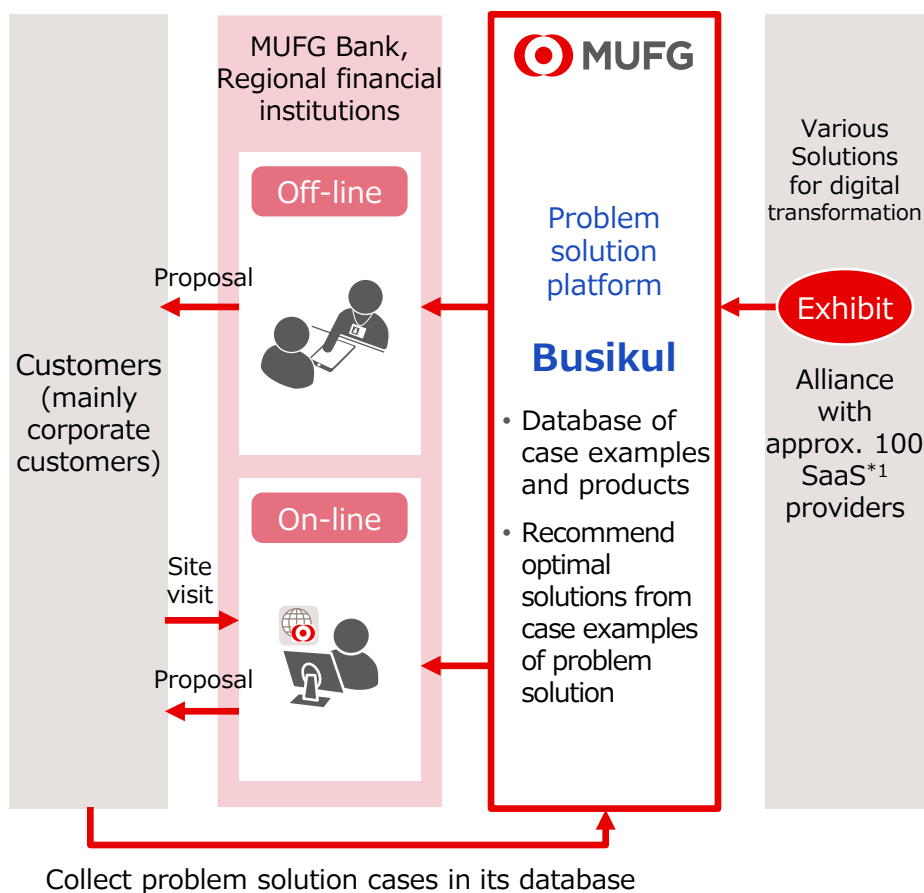 Customers
(mainly
corporate
customers)
Proposal
Site
visit
Proposal
MUFG Bank,
Regional financial
institutions
Off-line
On-line
MUFG
Problem
solution
platform
Busikul
• Database of
case examples
and products
• Recommend
optimal
solutions from
case examples
of problem
solution
Various
Solutions
for digital
transformation
Exhibit
Alliance
with
approx. 100
SaaS*1
providers
Collect problem solution cases in its database